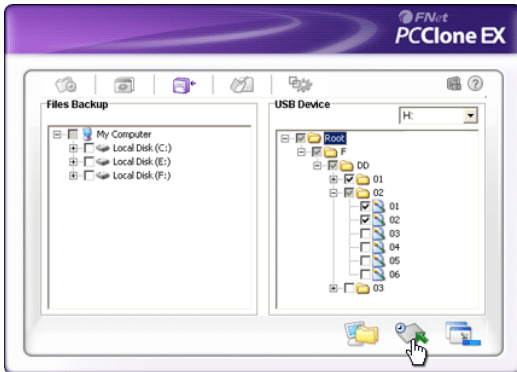 FNet
PCClone EX
Files Backup
USB Device
H:
My Computer
Local Disk (C:)
Local Disk (E:)
Local Disk (F:)
Root
F
DD
01
02
01
02
03
04
05
06
03